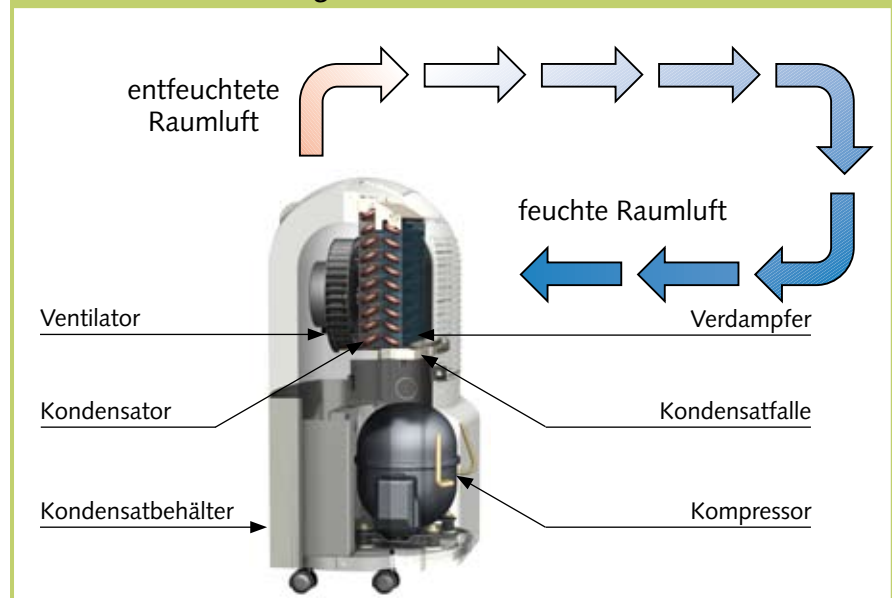 entfeuchtete
Raumluft
feuchte Raumluft
Ventilator
Verdampfer
Kondensator
Kondensatfalle
Kondensatbehälter
Kompressor